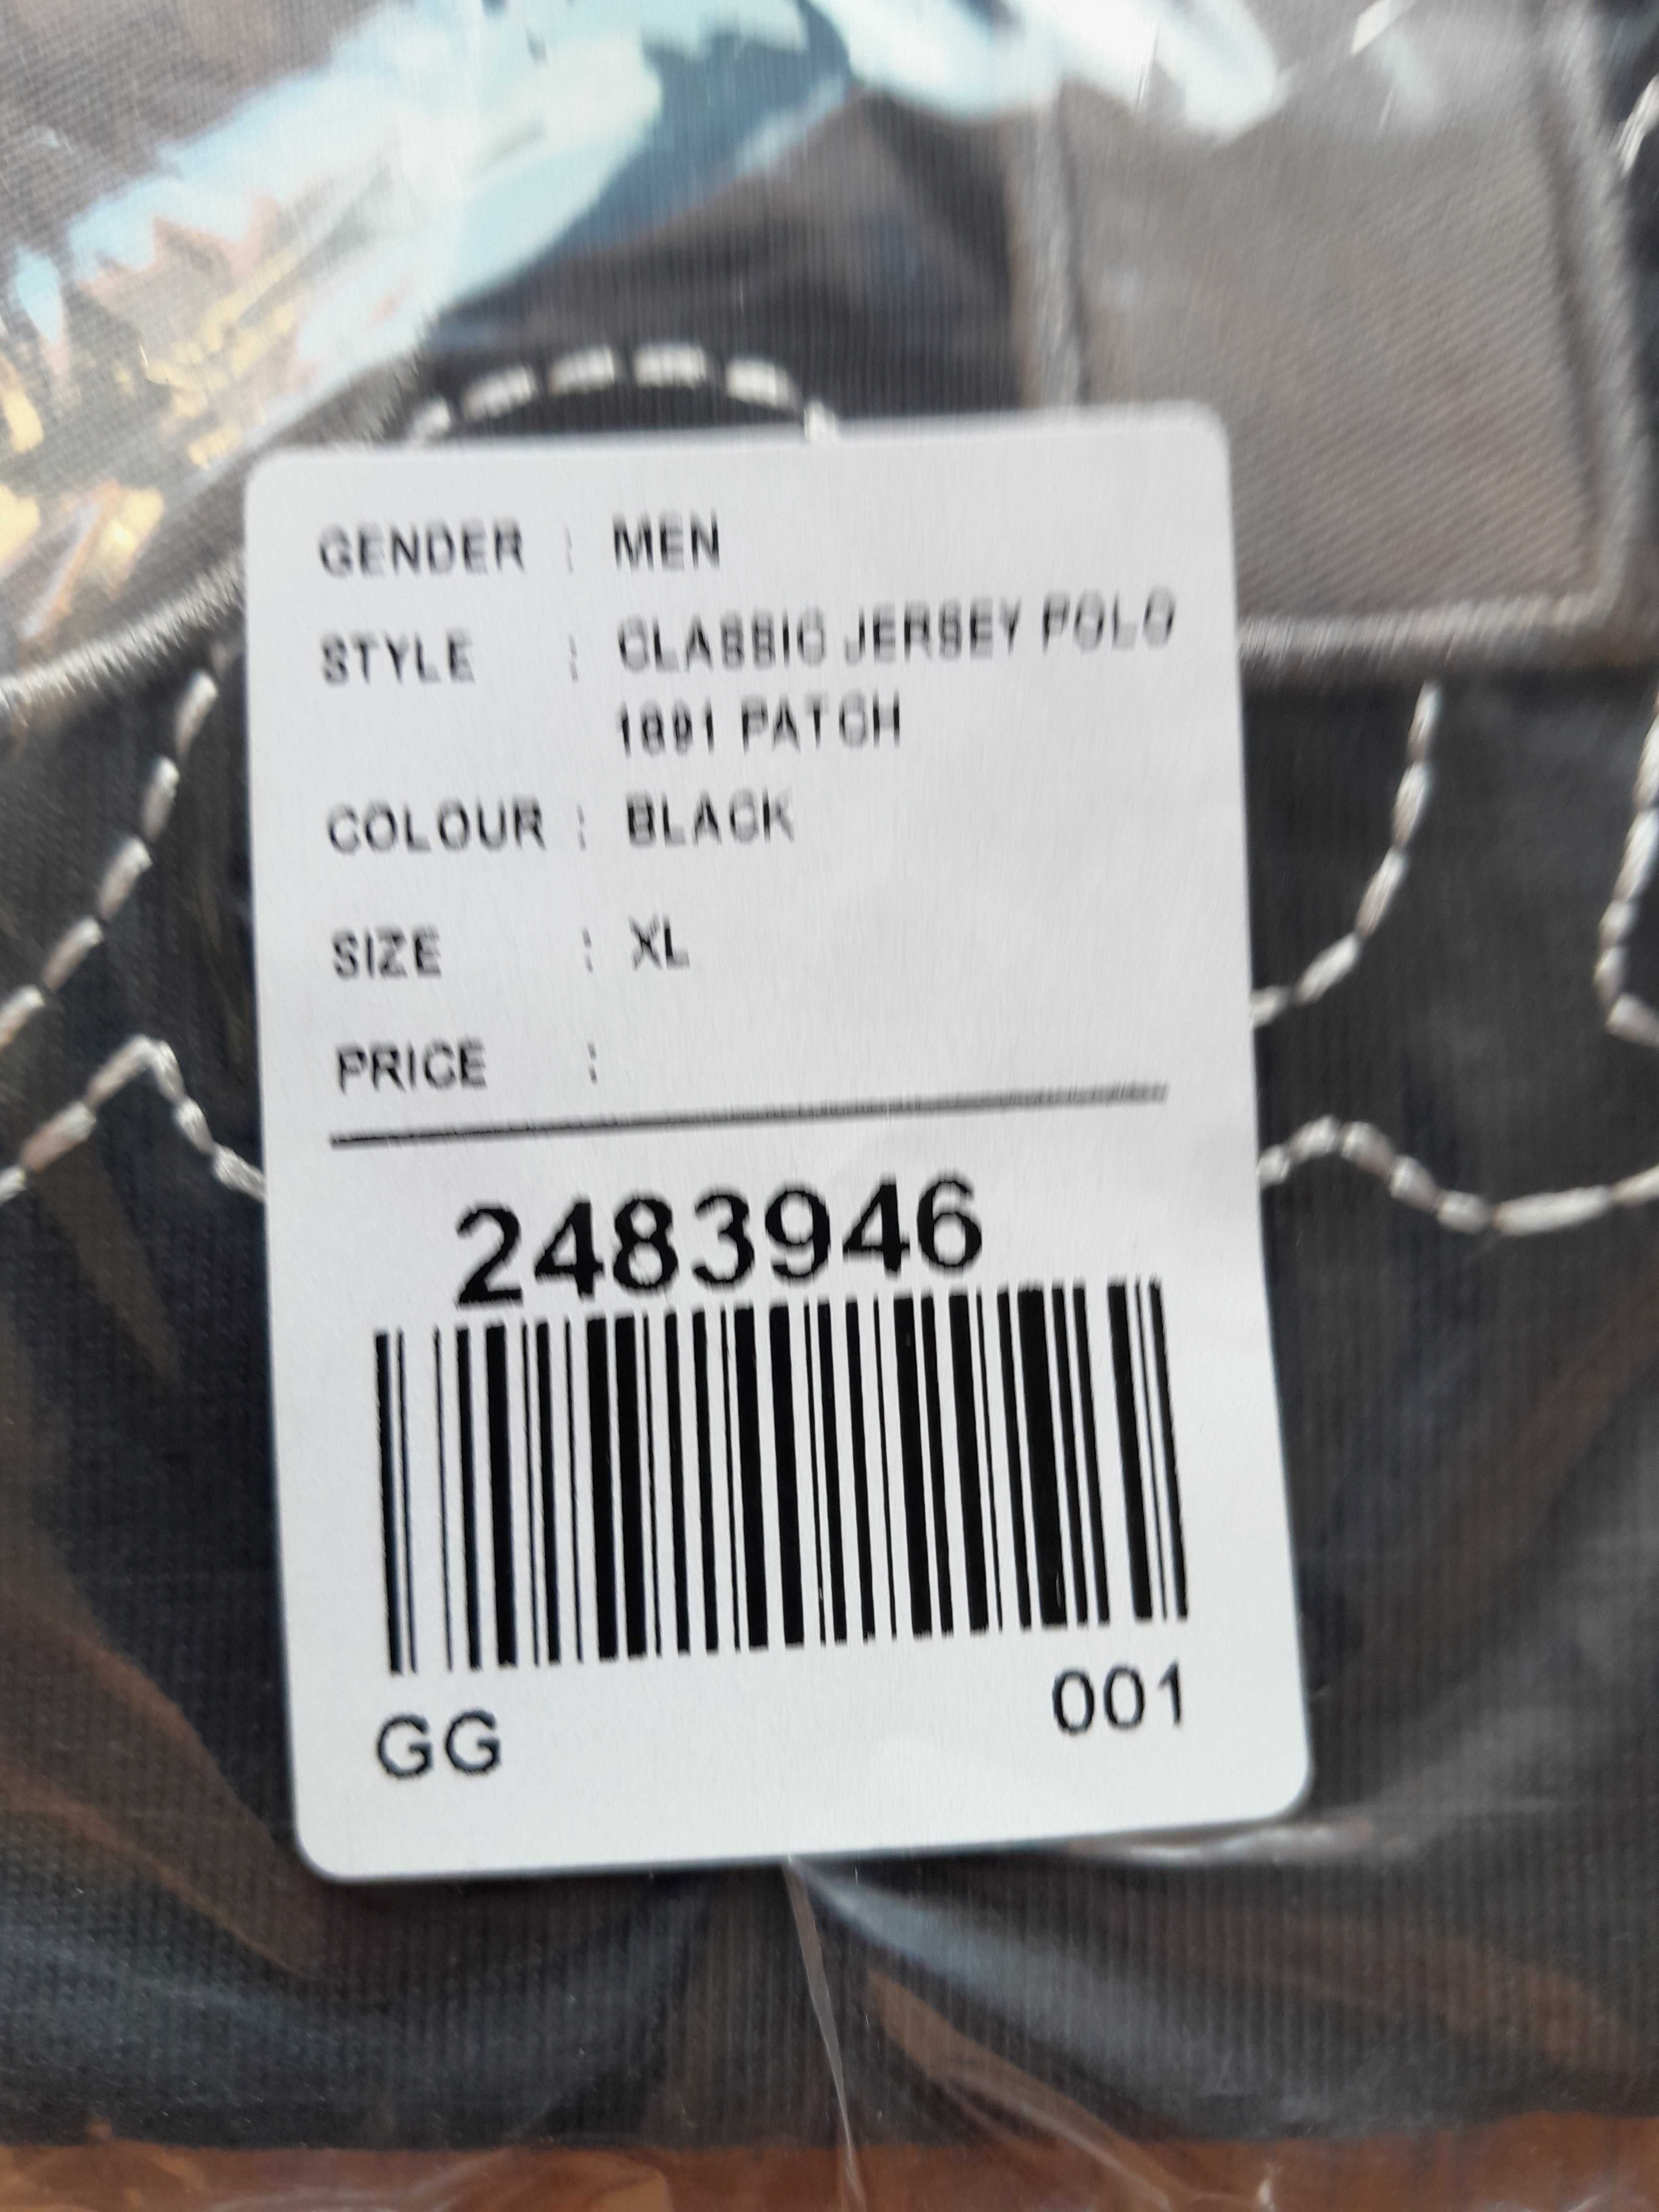 GENDER : MEN
STYLE : CLASSIC JERSEY POLO
1891 PATCH
COLOUR : BLACK
SIZE : XL
PRICE :
2483946
GG 001